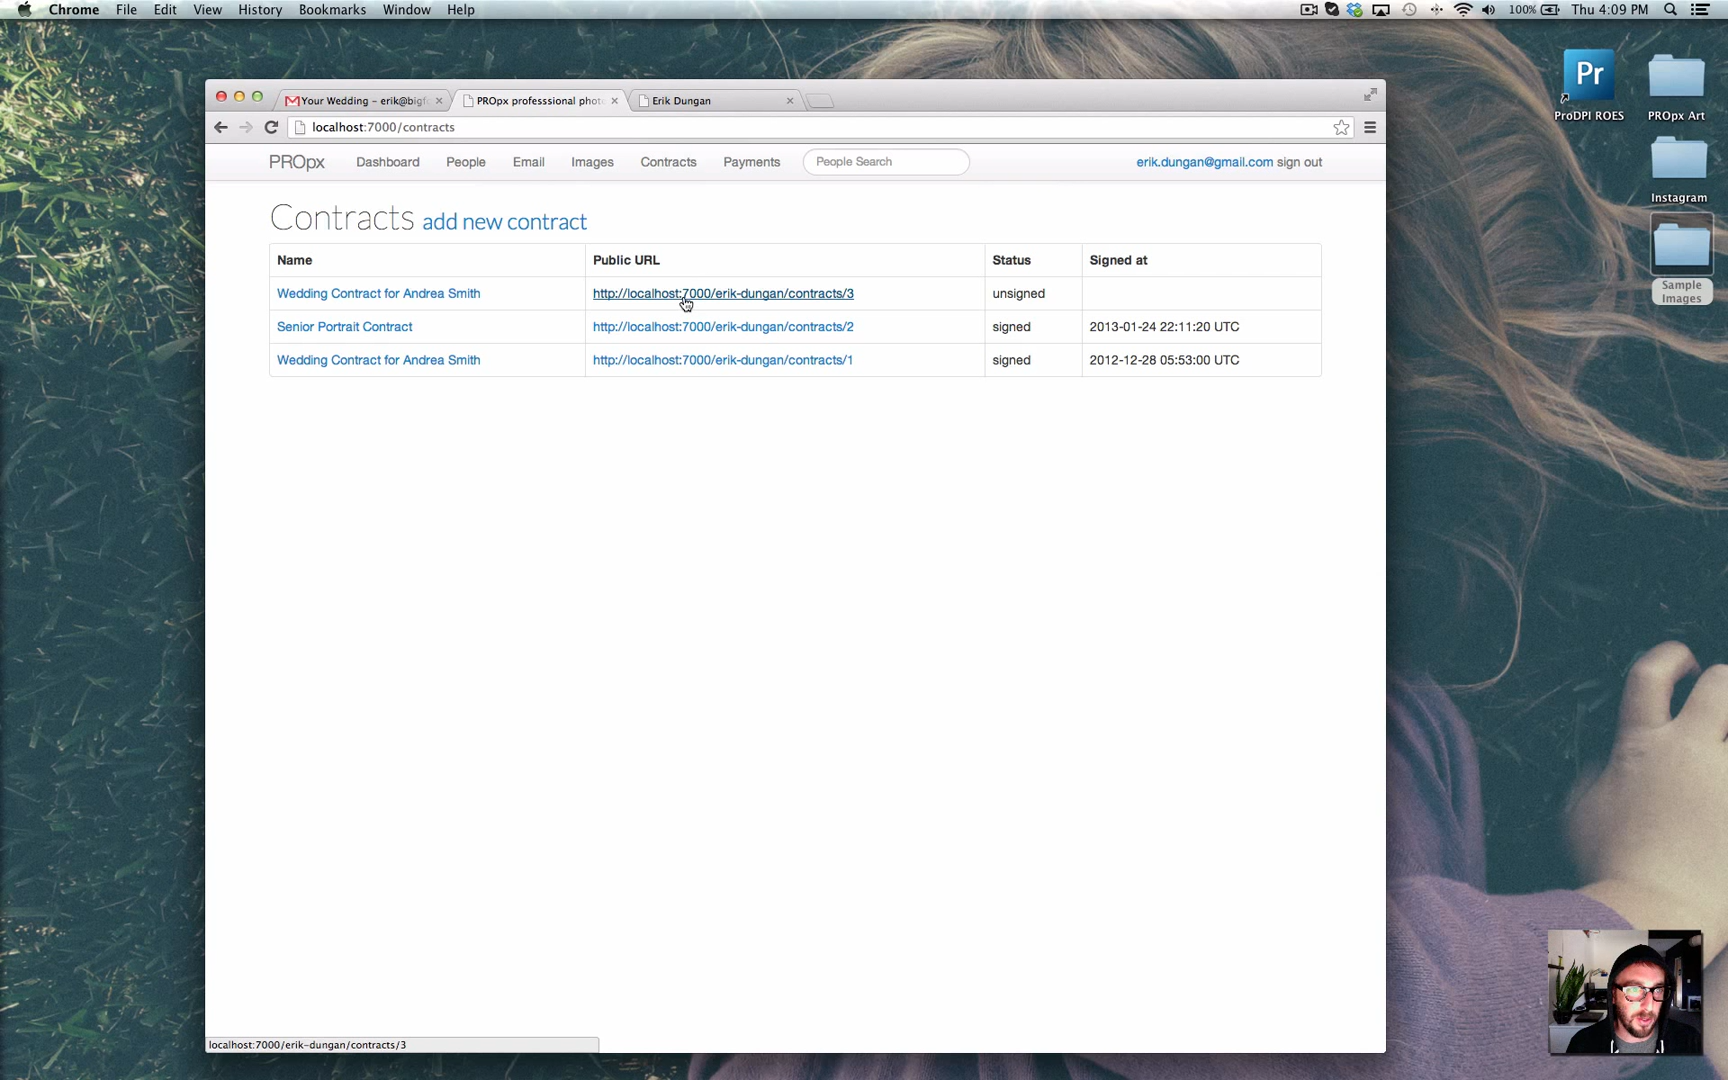 Chrome File Edit View History Bookmarks Window Help
100% Thu 4:09 PM
Pr
ProDPI ROES
PROpx Art
Instagram
Sample Images
Your Wedding – erik@bigf
PROpx professsional phot
Erik Dungan
localhost:7000/contracts
PROpx Dashboard People Email Images Contracts Payments People Search erik.dungan@gmail.com sign out
Contracts add new contract
Name Public URL Status Signed at
Wedding Contract for Andrea Smith http://localhost:7000/erik-dungan/contracts/3 unsigned
Senior Portrait Contract http://localhost:7000/erik-dungan/contracts/2 signed 2013-01-24 22:11:20 UTC
Wedding Contract for Andrea Smith http://localhost:7000/erik-dungan/contracts/1 signed 2012-12-28 05:53:00 UTC
localhost:7000/erik-dungan/contracts/3